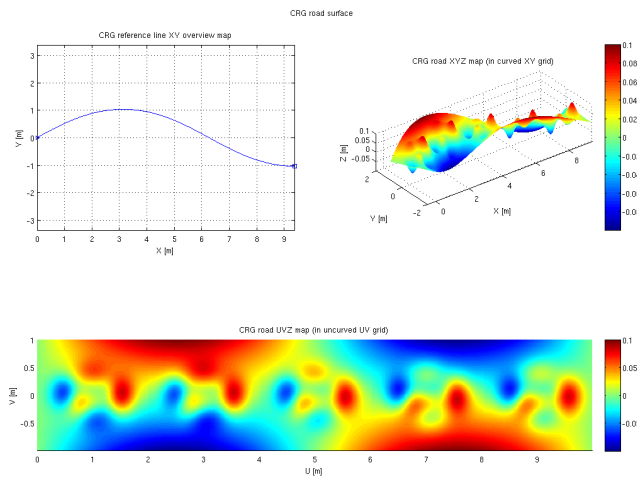 CRG road surface
CRG reference line XY overview map
3
2
1
0
-1
-2
-3
Y [m]
0 1 2 3 4 5 6 7 8 9
X [m]
CRG road XYZ map (in curved XY grid)
0.1
0.05
0
-0.05
Z [m]
2
0
-2
Y [m]
0 2 4 6 8
X [m]
0.1
0.08
0.06
0.04
0.02
0
CRG road UVZ map (in uncurved UV grid)
1
0.5
0
-0.5
V [m]
0 1 2 3 4 5 6 7 8 9
U [m]
0.1
0.05
0